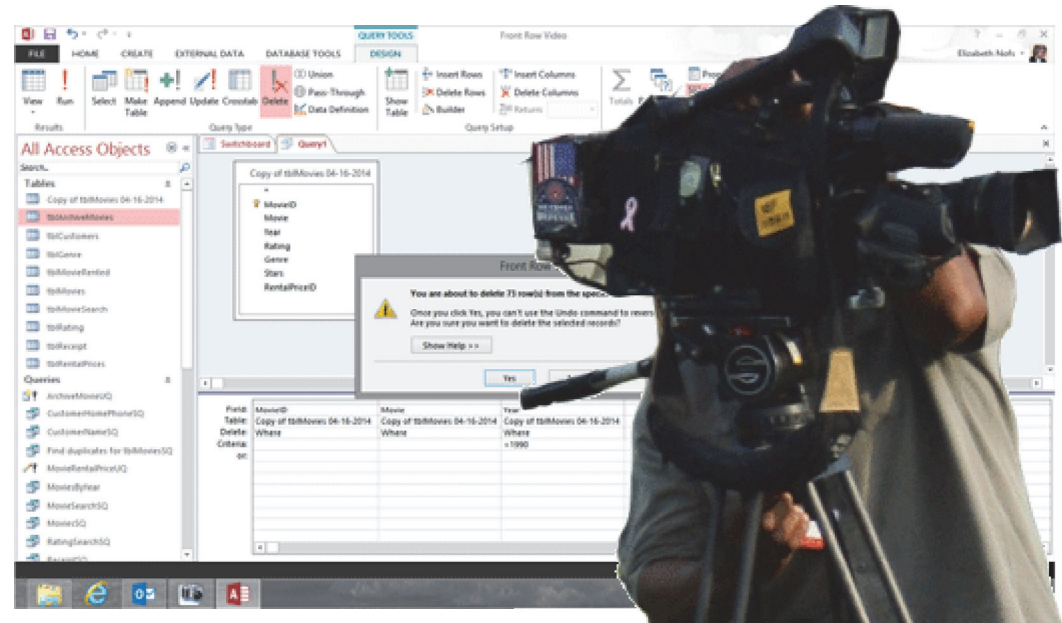 QUERY TOOLS
Front Row Video
FILE HOME CREATE EXTERNAL DATA DATABASE TOOLS DESIGN
Elizabeth Nofs
Union
Insert Rows
Insert Columns
Pass-Through
Delete Rows
Delete Columns
View Run Select Make Table Append Update Crosstab Delete
Data Definition
Show Table
Builder
Return:
Totals
Results
Query Type
Query Setup
All Access Objects
Switchboard
Query1
Search...
Tables
Copy of tblMovies 04-16-2014
tblArchiveMovies
tblCustomers
tblGenre
tblMovieRented
tblMovies
tblMovieSearch
tblRating
tblReceipt
tblRentalPrices
Queries
ArchiveMovieUQ
CustomerHomePhoneSQ
CustomerNameSQ
Find duplicates for tblMoviesSQ
MovieRentalPriceUQ
MoviesByYear
MovieSearchSQ
MoviesSQ
RatingSearchSQ
ReceiptSQ
Copy of tblMovies 04-16-2014
*
MovieID
Movie
Year
Rating
Genre
Stars
RentalPriceID
Front Row
You are about to delete 73 row(s) from the speci
Once you click Yes, you can't use the Undo command to revers
Are you sure you want to delete the selected records?
Show Help >>
Yes
Field: MovieID Movie Year
Table: Copy of tblMovies 04-16-2014 Copy of tblMovies 04-16-2014 Copy of tblMovies 04-16-2014
Delete: Where Where Where
Criteria: <1990
or: